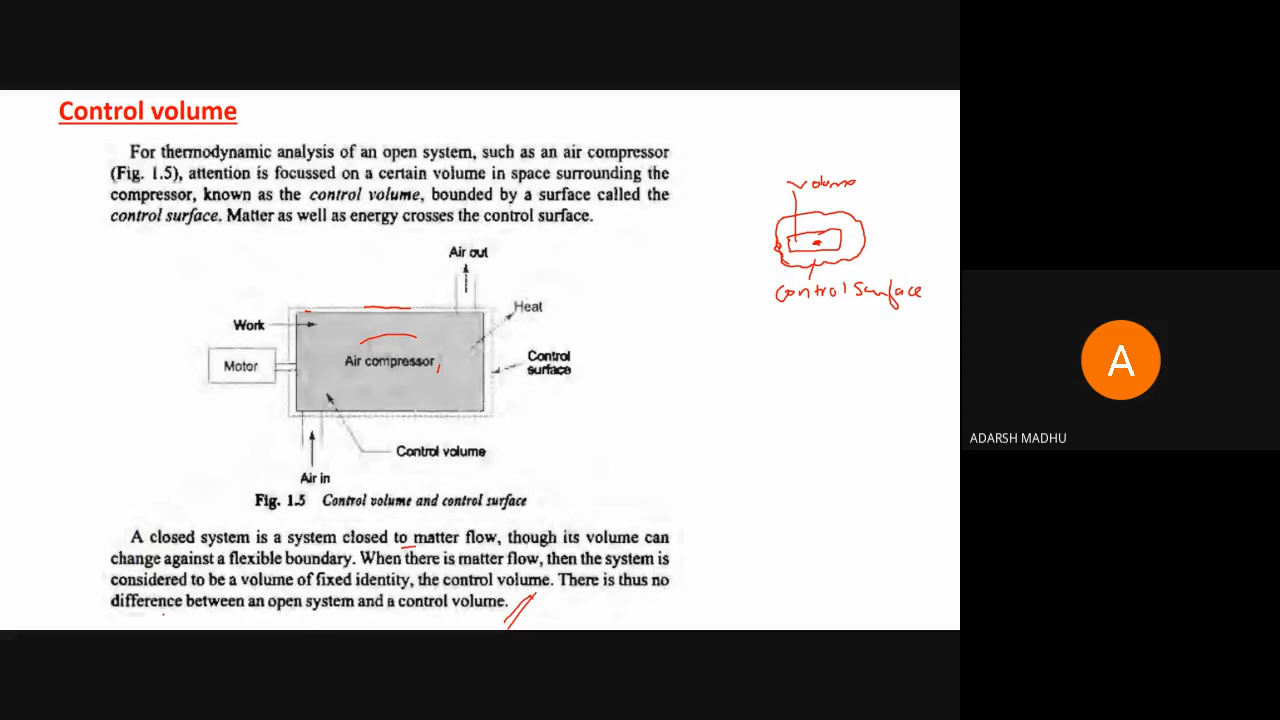 Control volume
For thermodynamic analysis of an open system, such as an air compressor
(Fig. 1.5), attention is focussed on a certain volume in space surrounding the
compressor, known as the control volume, bounded by a surface called the
control surface. Matter as well as energy crosses the control surface.
Air out
Heat
Work
Motor
Air compressor
Control
surface
Control volume
Air in
Fig. 1.5 Control volume and control surface
A closed system is a system closed to matter flow, though its volume can
change against a flexible boundary. When there is matter flow, then the system is
considered to be a volume of fixed identity, the control volume. There is thus no
difference between an open system and a control volume.
Volume
Control Surface
A
ADARSH MADHU